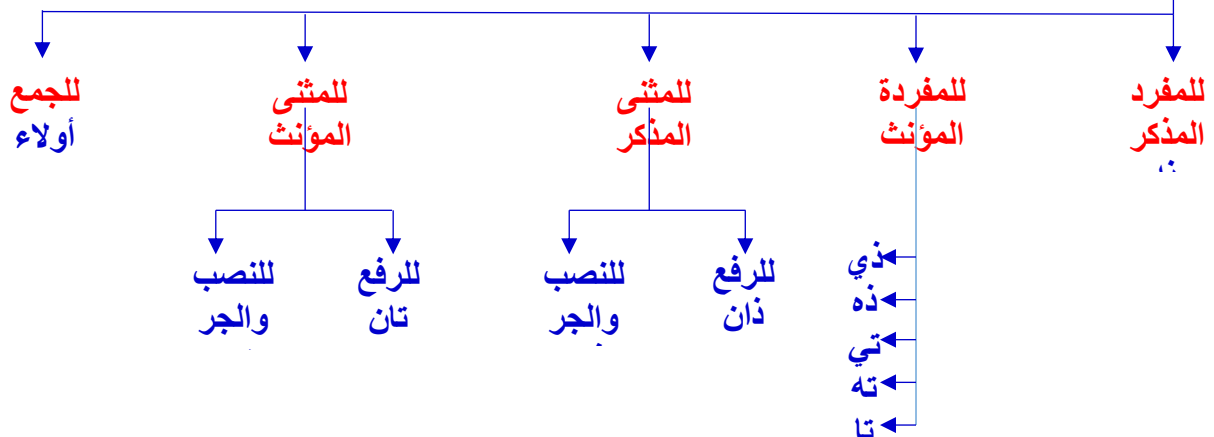 للمفرد
المذكر
للمفردة
المؤنث
ذي
ذه
تي
ته
تا
للمثنى
المذكر
للرفع
ذان
للنصب
والجر
للمثنى
المؤنث
للرفع
تان
للنصب
والجر
للجمع
أولاء